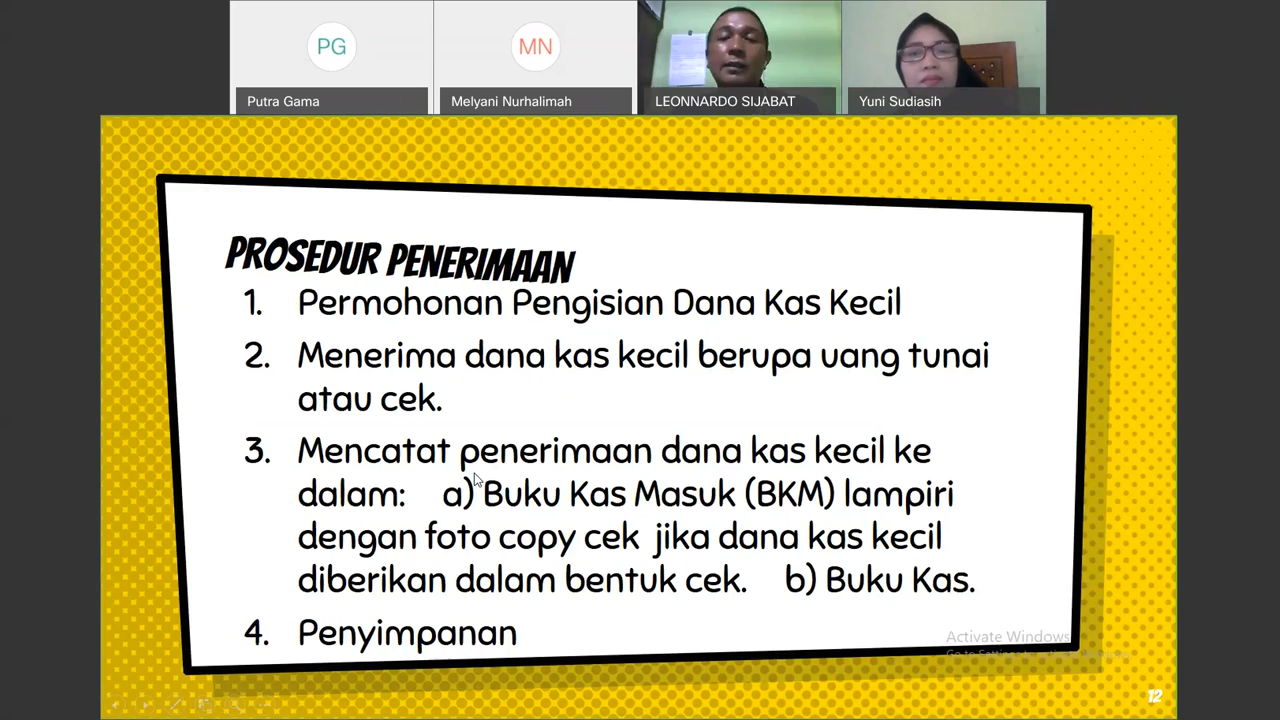 PG
MN
Putra Gama
Melyani Nurhalimah
LEONNARDO SIJABAT
Yuni Sudiasih
PROSEDUR PENERIMAAN
1. Permohonan Pengisian Dana Kas Kecil
2. Menerima dana kas kecil berupa uang tunai
atau cek.
3. Mencatat penerimaan dana kas kecil ke
dalam: a) Buku Kas Masuk (BKM) lampiri
dengan foto copy cek jika dana kas kecil
diberikan dalam bentuk cek. b) Buku Kas.
4. Penyimpanan
Activate Windows
12